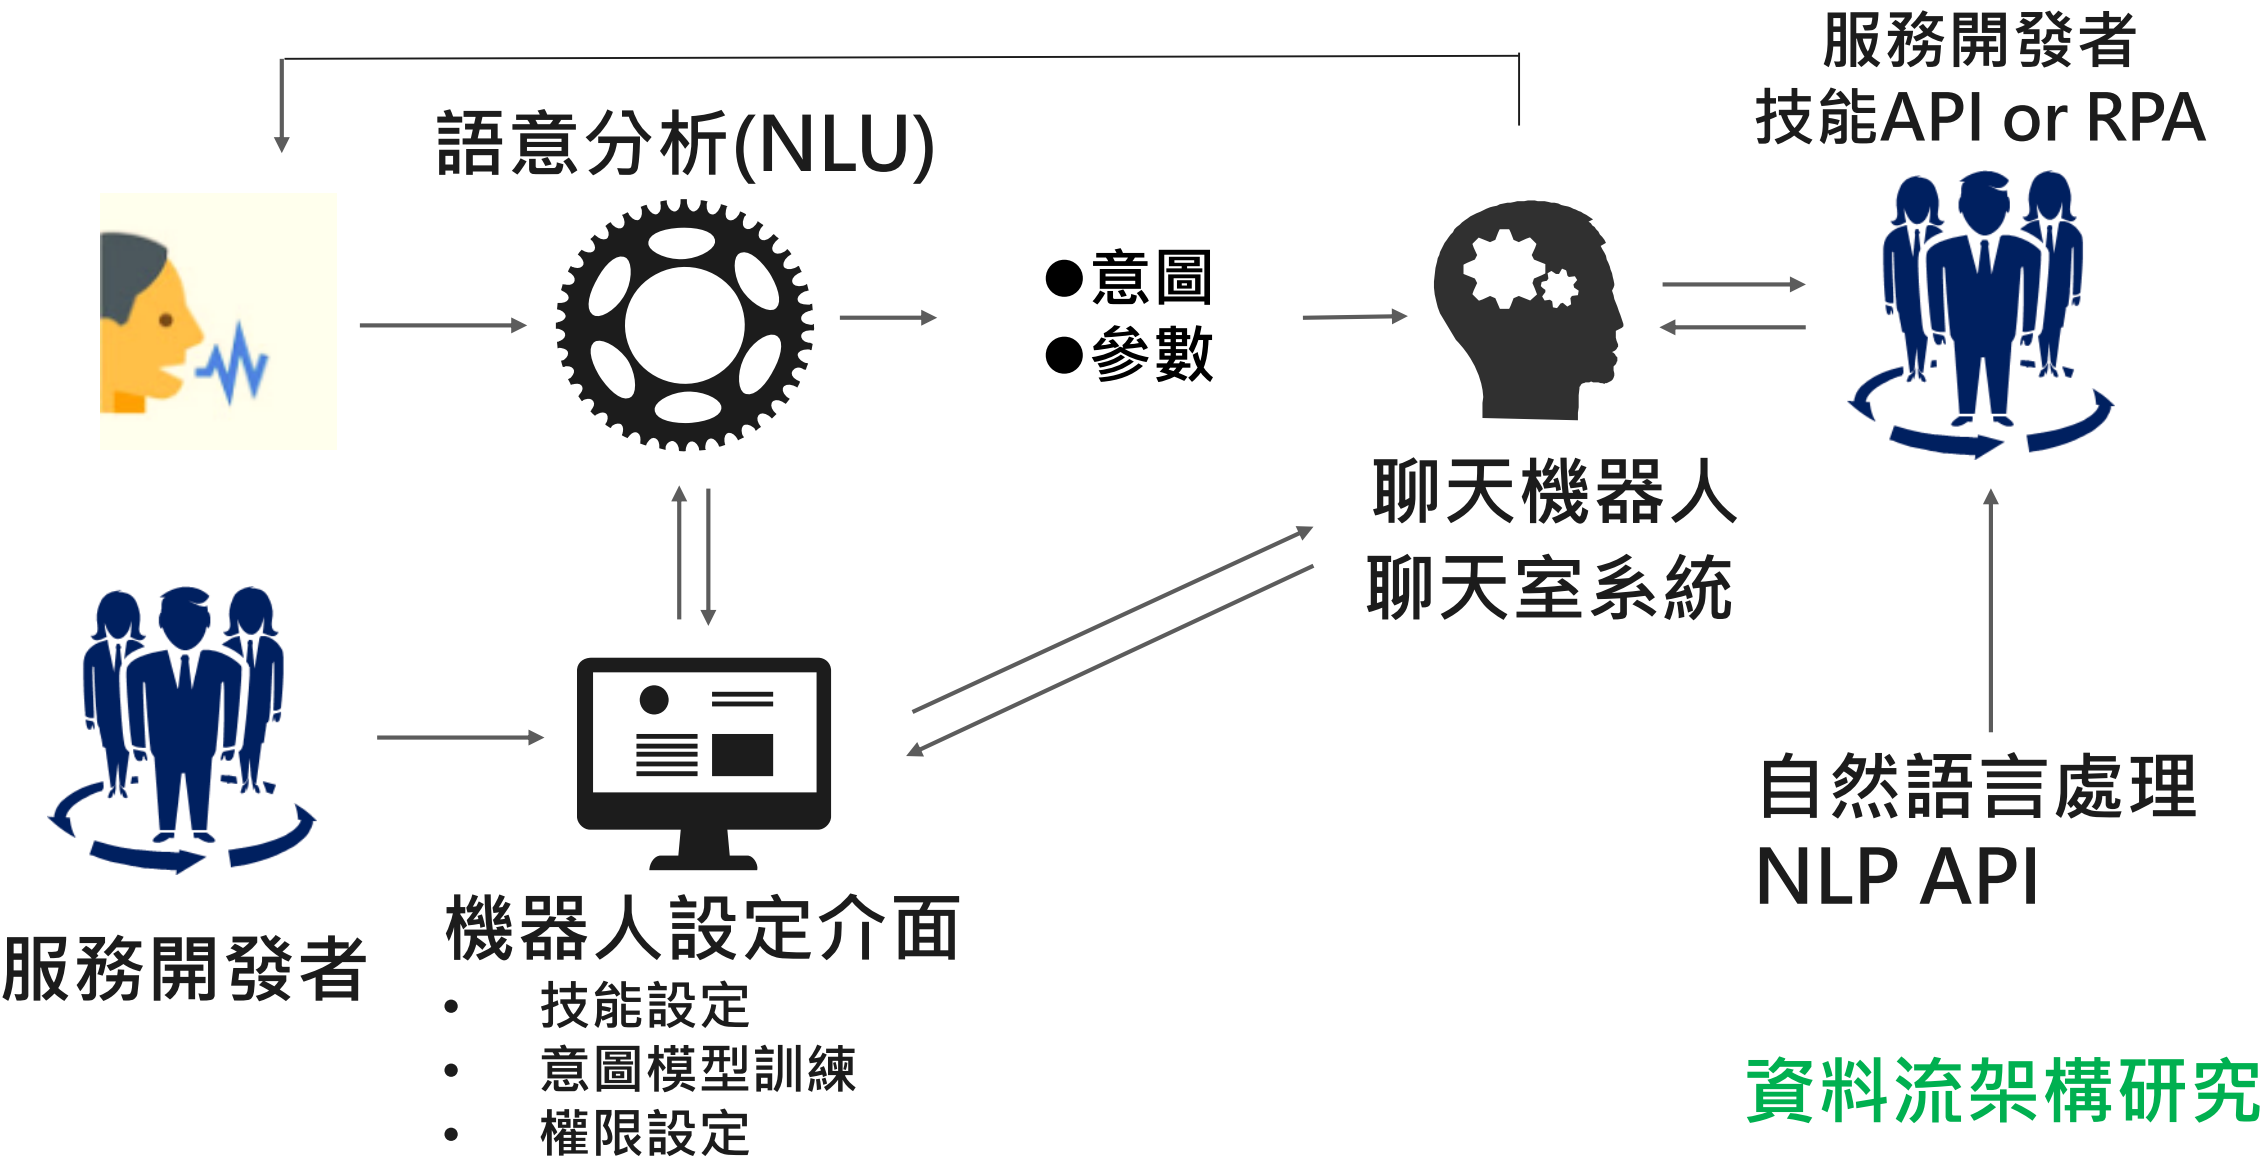 服務開發者
技能API or RPA
語意分析(NLU)
●意圖
●參數
聊天機器人
聊天室系統
自然語言處理
NLP API
服務開發者
機器人設定介面
• 技能設定
• 意圖模型訓練
• 權限設定
資料流架構研究